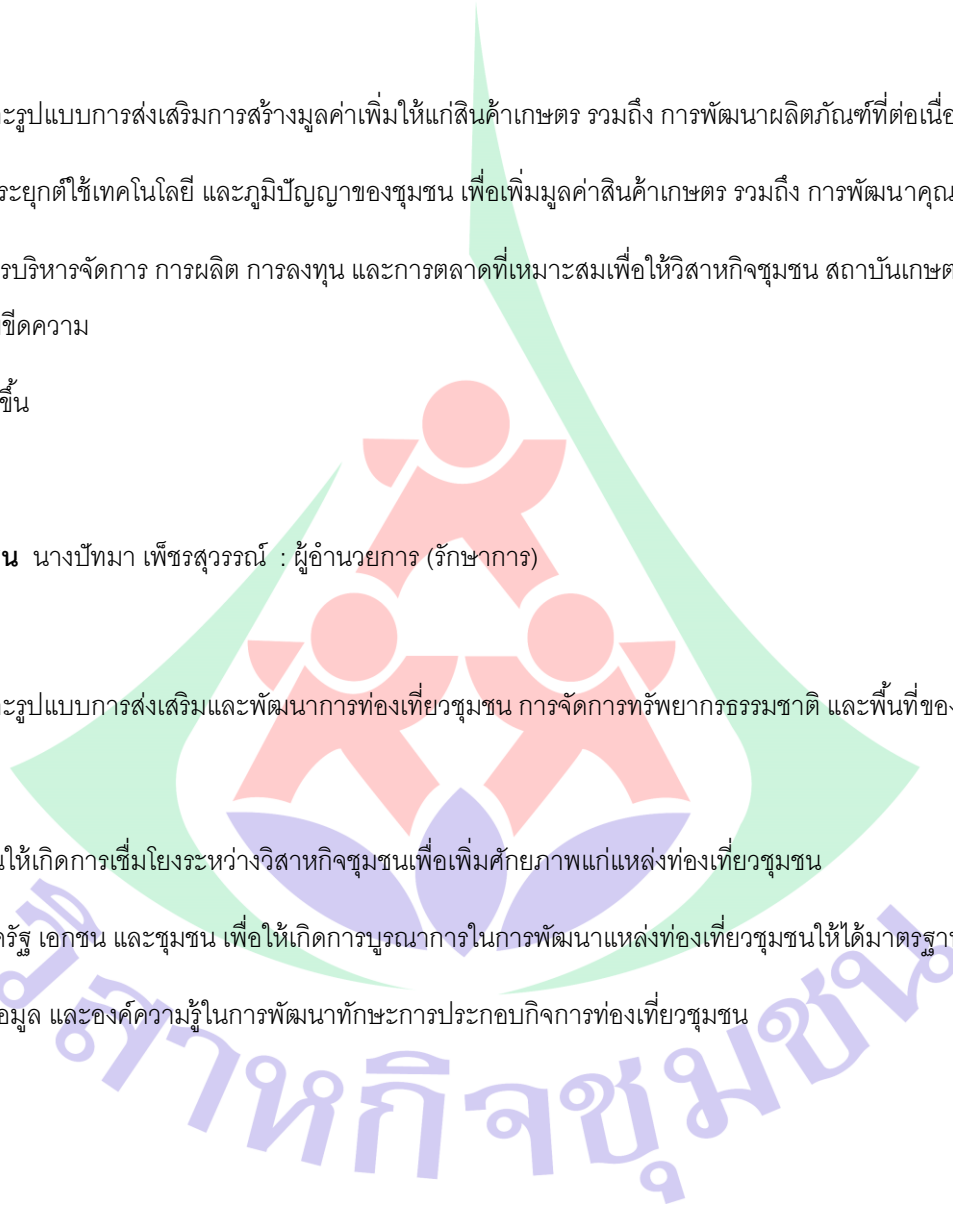 ะรูปแบบการส่งเสริมการสร้างมูลค่าเพิ่มให้แก่สินค้าเกษตร รวมถึง การพัฒนาผลิตภัณฑ์ที่ต่อเนื่อ
ระยุกต์ใช้เทคโนโลยี และภูมิปัญญาของชุมชน เพื่อเพิ่มมูลค่าสินค้าเกษตร รวมถึง การพัฒนาคุณ
รบริหารจัดการ การผลิต การลงทุน และการตลาดที่เหมาะสมเพื่อให้วิสาหกิจชุมชน สถาบันเกษต
ขีดความ
ขึ้น
น นางปัทมา เพ็ชรสุวรรณ์ : ผู้อำนวยการ (รักษาการ)
ะรูปแบบการส่งเสริมและพัฒนาการท่องเที่ยวชุมชน การจัดการทรัพยากรธรรมชาติ และพื้นที่ของ
นให้เกิดการเชื่อมโยงระหว่างวิสาหกิจชุมชนเพื่อเพิ่มศักยภาพแก่แหล่งท่องเที่ยวชุมชน
ครัฐ เอกชน และชุมชน เพื่อให้เกิดการบูรณาการในการพัฒนาแหล่งท่องเที่ยวชุมชนให้ได้มาตรฐาน
อมูล และองค์ความรู้ในการพัฒนาทักษะการประกอบกิจการท่องเที่ยวชุมชน
วิสาหกิจชุมชน